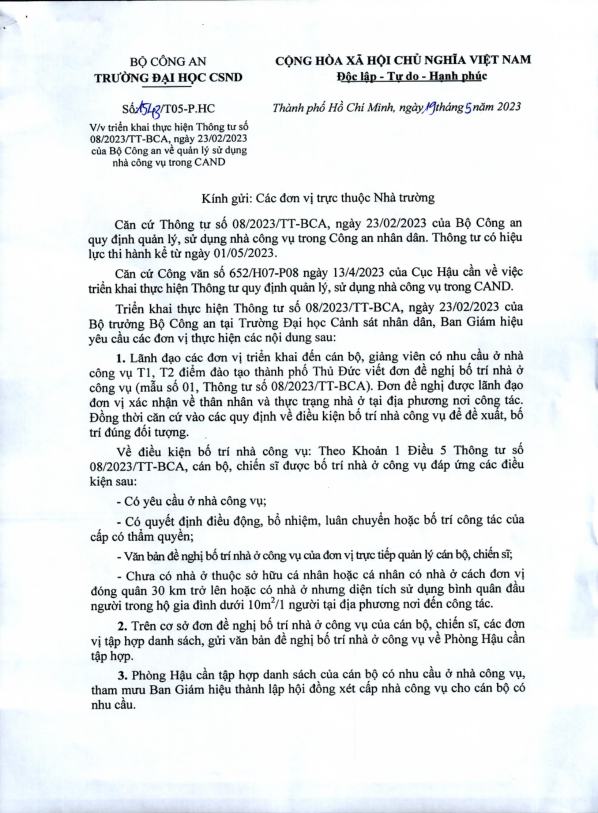 BỘ CÔNG AN
TRƯỜNG ĐẠI HỌC CSND
CỘNG HÒA XÃ HỘI CHỦ NGHĨA VIỆT NAM
Độc lập - Tự do - Hạnh phúc
Số: /T05-P.HC
Thành phố Hồ Chí Minh, ngày 19 tháng 5 năm 2023
V/v triển khai thực hiện Thông tư số
08/2023/TT-BCA, ngày 23/02/2023
của Bộ Công an về quản lý sử dụng
nhà công vụ trong CAND
Kính gửi: Các đơn vị trực thuộc Nhà trường
Căn cứ Thông tư số 08/2023/TT-BCA, ngày 23/02/2023 của Bộ Công an
quy định quản lý, sử dụng nhà công vụ trong Công an nhân dân. Thông tư có hiệu
lực thi hành kể từ ngày 01/05/2023.
Căn cứ Công văn số 652/H07-P08 ngày 13/4/2023 của Cục Hậu cần về việc
triển khai thực hiện Thông tư quy định quản lý, sử dụng nhà công vụ trong CAND.
Triển khai thực hiện Thông tư số 08/2023/TT-BCA, ngày 23/02/2023 của
Bộ trưởng Bộ Công an tại Trường Đại học Cảnh sát nhân dân, Ban Giám hiệu
yêu cầu các đơn vị thực hiện các nội dung sau:
1. Lãnh đạo các đơn vị triển khai đến cán bộ, giảng viên có nhu cầu ở nhà
công vụ T1, T2 điểm đào tạo thành phố Thủ Đức viết đơn đề nghị bố trí nhà ở
công vụ (mẫu số 01, Thông tư số 08/2023/TT-BCA). Đơn đề nghị được lãnh đạo
đơn vị xác nhận về thân nhân và thực trạng nhà ở tại địa phương nơi công tác.
Đồng thời căn cứ vào các quy định về điều kiện bố trí nhà công vụ để đề xuất, bố
trí đúng đối tượng.
Về điều kiện bố trí nhà công vụ: Theo Khoản 1 Điều 5 Thông tư số
08/2023/TT-BCA, cán bộ, chiến sĩ được bố trí nhà ở công vụ đáp ứng các điều
kiện sau:
- Có yêu cầu ở nhà công vụ;
- Có quyết định điều động, bổ nhiệm, luân chuyển hoặc bố trí công tác của
cấp có thẩm quyền;
- Văn bản đề nghị bố trí nhà ở công vụ của đơn vị trực tiếp quản lý cán bộ, chiến sĩ;
- Chưa có nhà ở thuộc sở hữu cá nhân hoặc cá nhân có nhà ở cách đơn vị
đóng quân 30 km trở lên hoặc có nhà ở nhưng diện tích sử dụng bình quân đầu
người trong hộ gia đình dưới 10m²/1 người tại địa phương nơi đến công tác.
2. Trên cơ sở đơn đề nghị bố trí nhà ở công vụ của cán bộ, chiến sĩ, các đơn
vị tập hợp danh sách, gửi văn bản đề nghị bố trí nhà ở công vụ về Phòng Hậu cần
tập hợp.
3. Phòng Hậu cần tập hợp danh sách của cán bộ có nhu cầu ở nhà công vụ,
tham mưu Ban Giám hiệu thành lập hội đồng xét cấp nhà công vụ cho cán bộ có
nhu cầu.